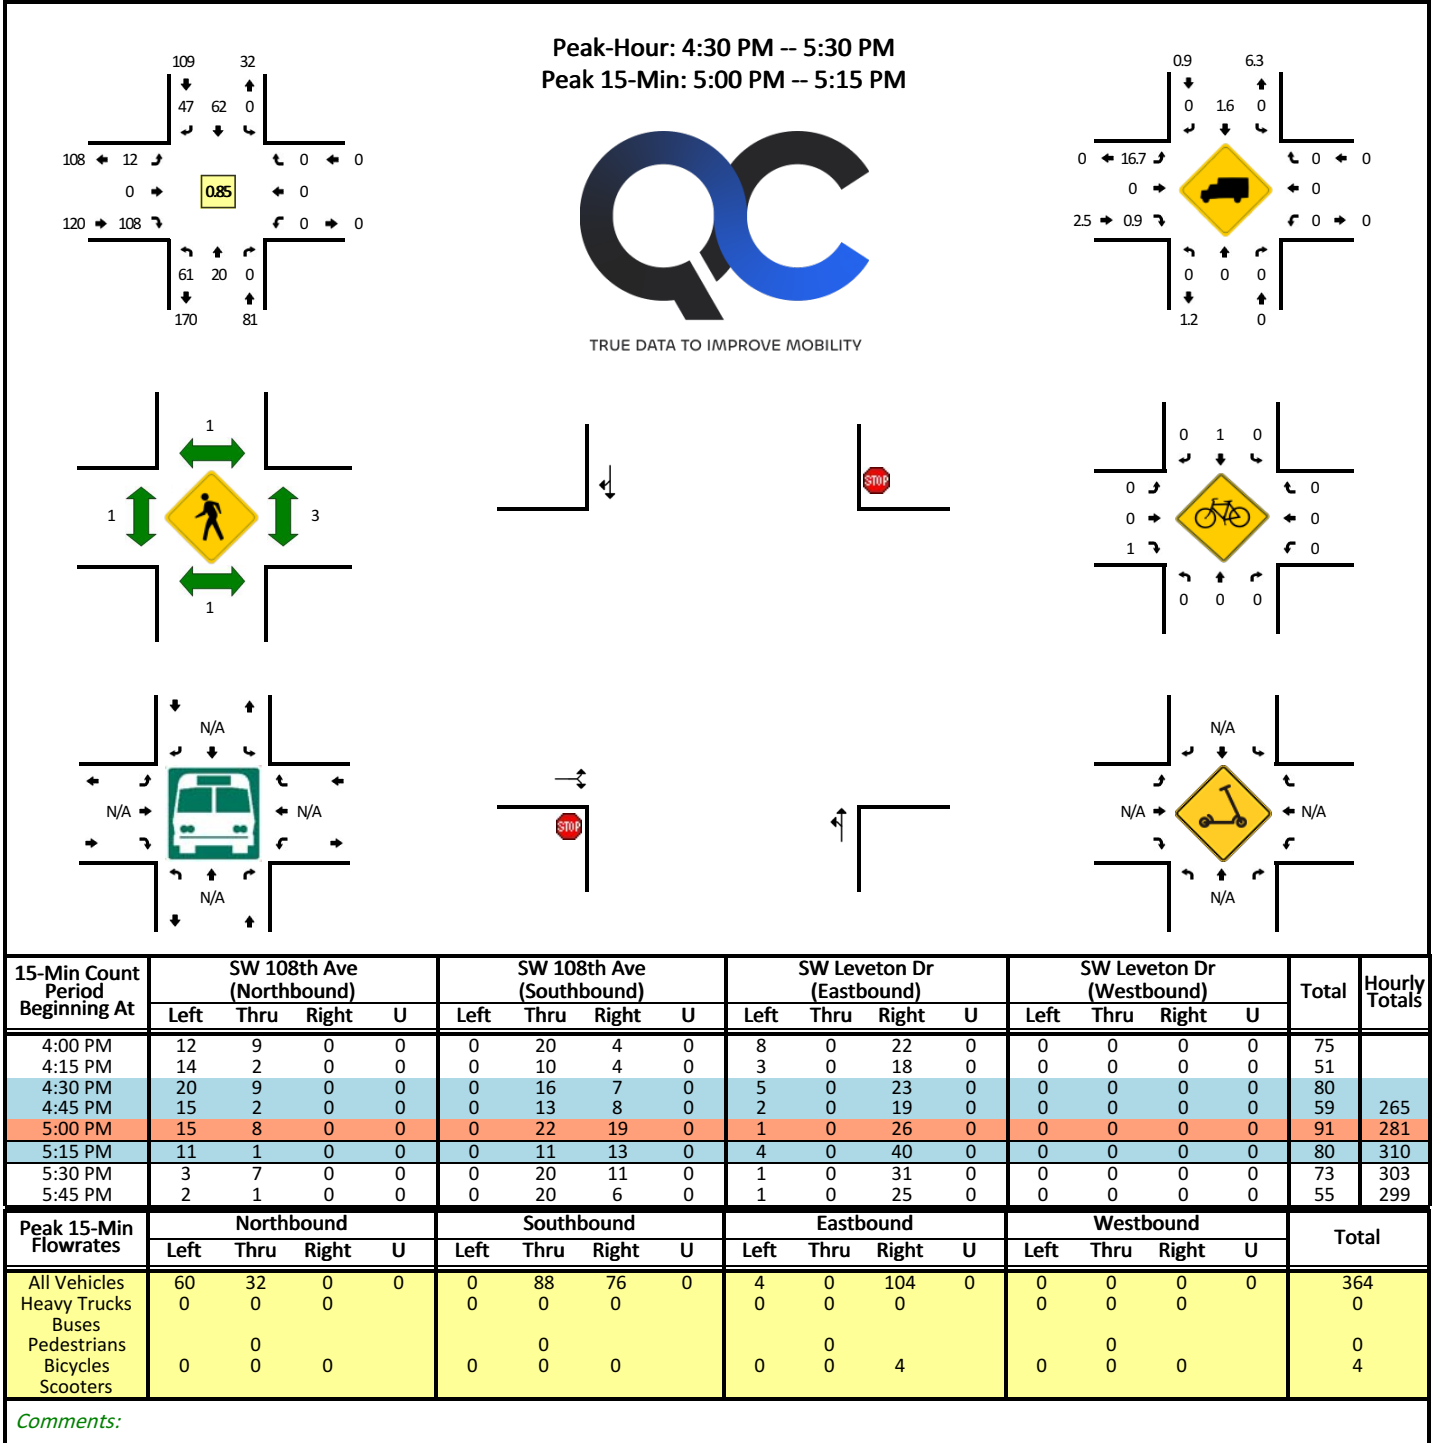 Peak-Hour: 4:30 PM -- 5:30 PM
Peak 15-Min: 5:00 PM -- 5:15 PM
109 32
47 62 0
108 12 0 0
0 0.85 0
120 108 0 0
61 20 0
170 81
TRUE DATA TO IMPROVE MOBILITY
0.9 6.3
0 1.6 0
0 16.7 0 0
0 0
2.5 0.9 0 0
0 0 0
1.2 0
1
1 3
1
STOP
0 1 0
0 0
0 0
1 0
0 0 0
N/A
N/A N/A
N/A
STOP
N/A
N/A N/A
N/A
15-Min Count Period Beginning At SW 108th Ave (Northbound) SW 108th Ave (Southbound) SW Leveton Dr (Eastbound) SW Leveton Dr (Westbound) Total Hourly Totals
Left Thru Right U Left Thru Right U Left Thru Right U Left Thru Right U
4:00 PM 12 9 0 0 0 20 4 0 8 0 22 0 0 0 0 0 75
4:15 PM 14 2 0 0 0 10 4 0 3 0 18 0 0 0 0 0 51
4:30 PM 20 9 0 0 0 16 7 0 5 0 23 0 0 0 0 0 80
4:45 PM 15 2 0 0 0 13 8 0 2 0 19 0 0 0 0 0 59 265
5:00 PM 15 8 0 0 0 22 19 0 1 0 26 0 0 0 0 0 91 281
5:15 PM 11 1 0 0 0 11 13 0 4 0 40 0 0 0 0 0 80 310
5:30 PM 3 7 0 0 0 20 11 0 1 0 31 0 0 0 0 0 73 303
5:45 PM 2 1 0 0 0 20 6 0 1 0 25 0 0 0 0 0 55 299
Peak 15-Min Flowrates Northbound Southbound Eastbound Westbound Total
Left Thru Right U Left Thru Right U Left Thru Right U Left Thru Right U
All Vehicles 60 32 0 0 0 88 76 0 4 0 104 0 0 0 0 0 364
Heavy Trucks 0 0 0 0 0 0 0 0 0 0 0 0 0
Buses
Pedestrians 0 0 0 0 0
Bicycles 0 0 0 0 0 0 0 0 4 0 0 0 4
Scooters
Comments: